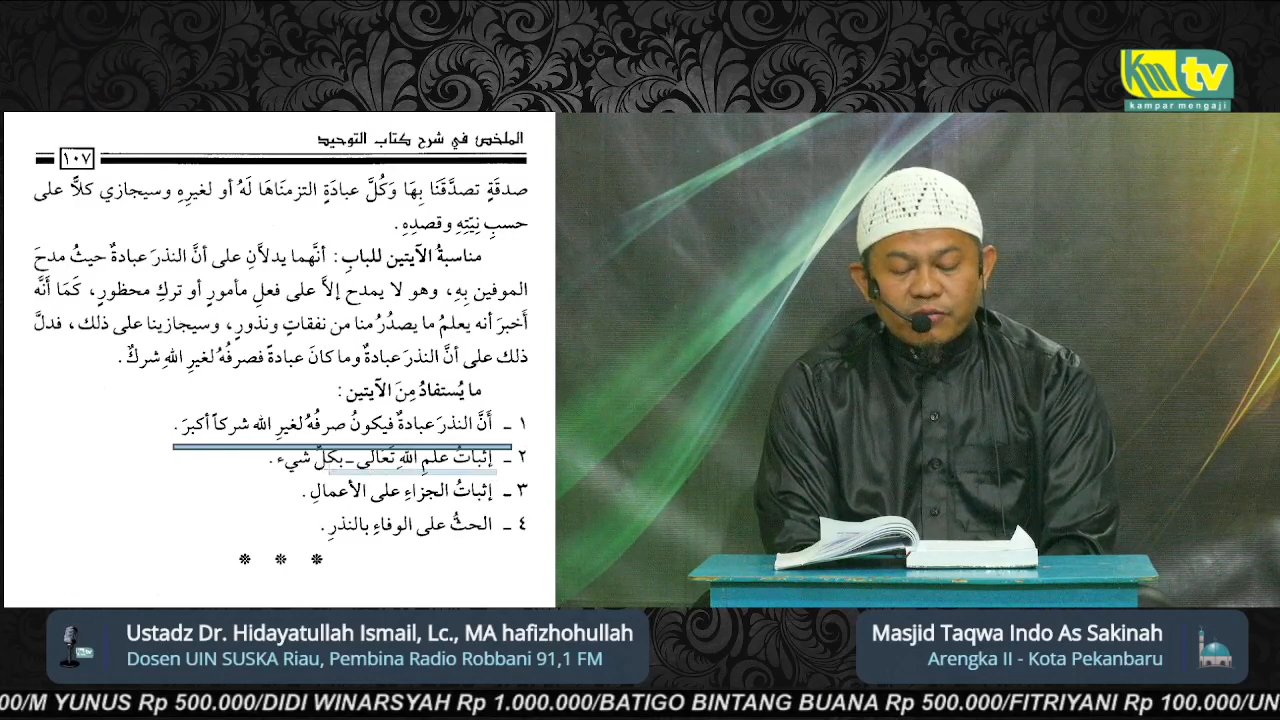 Km tv
kampar mengaji
الملخص في شرح كتاب التوحيد
١٠٧
صدقَةٍ تصدَّقَنَا بِهَا وَكُلَّ عبادَةٍ التزمنَاهَا لَهُ أو لغيرِهِ وسيجازي كلاًّ على
حسبِ نِيّتِهِ وقصدِهِ .
مناسبةُ الآيتين للبابِ : أنَّهما يدلاَّنِ على أنَّ النذرَ عبادةٌ حيثُ مدحَ
الموفين بِهِ، وهو لا يمدح إلاَّ على فعلِ مأمورٍ أو تركِ محظورٍ، كَمَا أنَّه
أَخبرَ أنه يعلمُ ما يصدُرُ منا من نفقاتٍ ونذورٍ، وسيجازينا على ذلك، فدلَّ
ذلك على أنَّ النذرَ عبادةٌ وما كانَ عبادةً فصرفُهُ لغيرِ اللهِ شركٌ .
ما يُستفادُ مِنَ الآيتين :
١ ـ أَنَّ النذرَ عبادةٌ فيكونُ صرفُهُ لغيرِ الله شركاً أكبرَ .
٢ ـ إثباتُ علمِ اللهِ تَعَالى ـ بكلِّ شيء .
٣ ـ إثباتُ الجزاءِ على الأعمالِ .
٤ ـ الحثُّ على الوفاءِ بالنذرِ .
Ustadz Dr. Hidayatullah Ismail, Lc., MA hafizhohullah
Dosen UIN SUSKA Riau, Pembina Radio Robbani 91,1 FM
Masjid Taqwa Indo As Sakinah
Arengka II - Kota Pekanbaru
00/M YUNUS Rp 500.000/DIDI WINARSYAH Rp 1.000.000/BATIGO BINTANG BUANA Rp 500.000/FITRIYANI Rp 100.000/UN